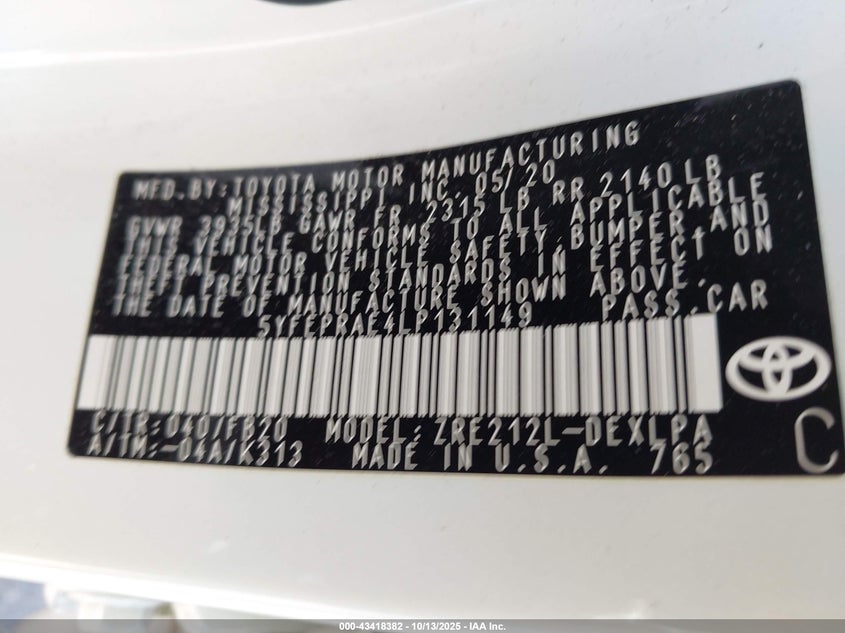 MFD.BY:TOYOTA MOTOR MANUFACTURING
MISSISSIPPI, INC. 05/20
GVWR 3935LB GAWR FR 2315 LB RR 2140 LB
THIS VEHICLE CONFORMS TO ALL APPLICABLE
FEDERAL MOTOR VEHICLE SAFETY,BUMPER,AND
THEFT PREVENTION STANDARDS IN EFFECT ON
THE DATE OF MANUFACTURE SHOWN ABOVE.
5YFEPRAE4LP131149 PASS.CAR
C/TR:040/FB20 MODEL:ZRE212L-DEXLPA
A/TM:-04A/K313 MADE IN U.S.A. 765
C
000-43418382 - 10/13/2025 - IAA Inc.